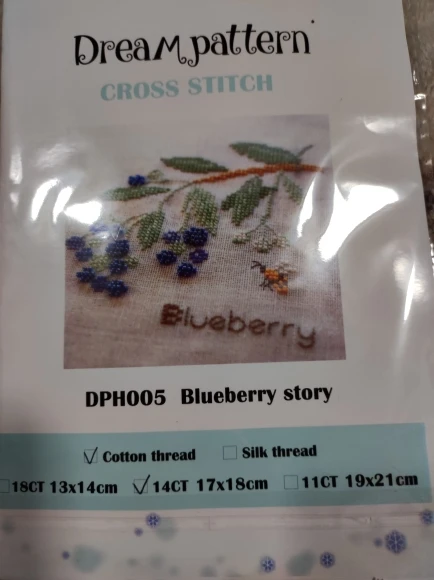 Dream pattern
CROSS STITCH
Blueberry
DPH005 Blueberry story
Cotton thread Silk thread
18CT 13x14cm 14CT 17x18cm 11CT 19x21cm